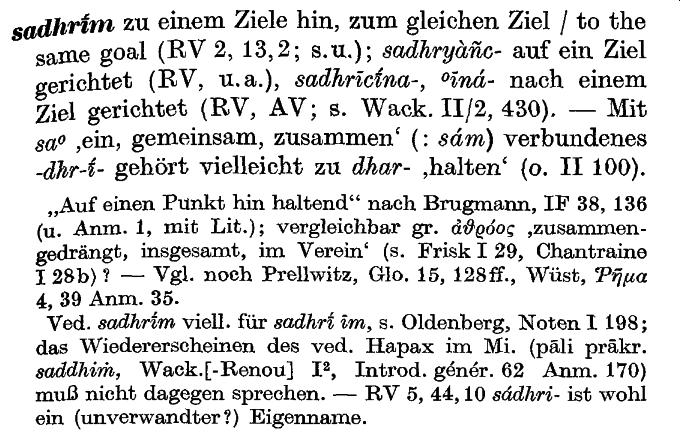 sadhrī́m zu einem Ziele hin, zum gleichen Ziel / to the
same goal (RV 2, 13,2; s.u.); sadhryàñc- auf ein Ziel
gerichtet (RV, u.a.), sadhrīcī́na-, °īná- nach einem
Ziel gerichtet (RV, AV; s. Wack. II/2, 430). — Mit
sa° ‚ein, gemeinsam, zusammen‘ (: sám) verbundenes
-dhr-í- gehört vielleicht zu dhar- ‚halten‘ (o. II 100).
„Auf einen Punkt hin haltend“ nach Brugmann, IF 38, 136
(u. Anm. 1, mit Lit.); vergleichbar gr. ἀϑρόος ‚zusammen-
gedrängt, insgesamt, im Verein‘ (s. Frisk I 29, Chantraine
I 28b)? — Vgl. noch Prellwitz, Glo. 15, 128ff., Wüst, Ῥῆμα
4, 39 Anm. 35.
Ved. sadhrī́m viell. für sadhrí īm, s. Oldenberg, Noten I 198;
das Wiedererscheinen des ved. Hapax im Mi. (pāli prākr.
saddhiṁ, Wack.[-Renou] I², Introd. génér. 62 Anm. 170)
muß nicht dagegen sprechen. — RV 5, 44,10 sádhri- ist wohl
ein (unverwandter?) Eigenname.